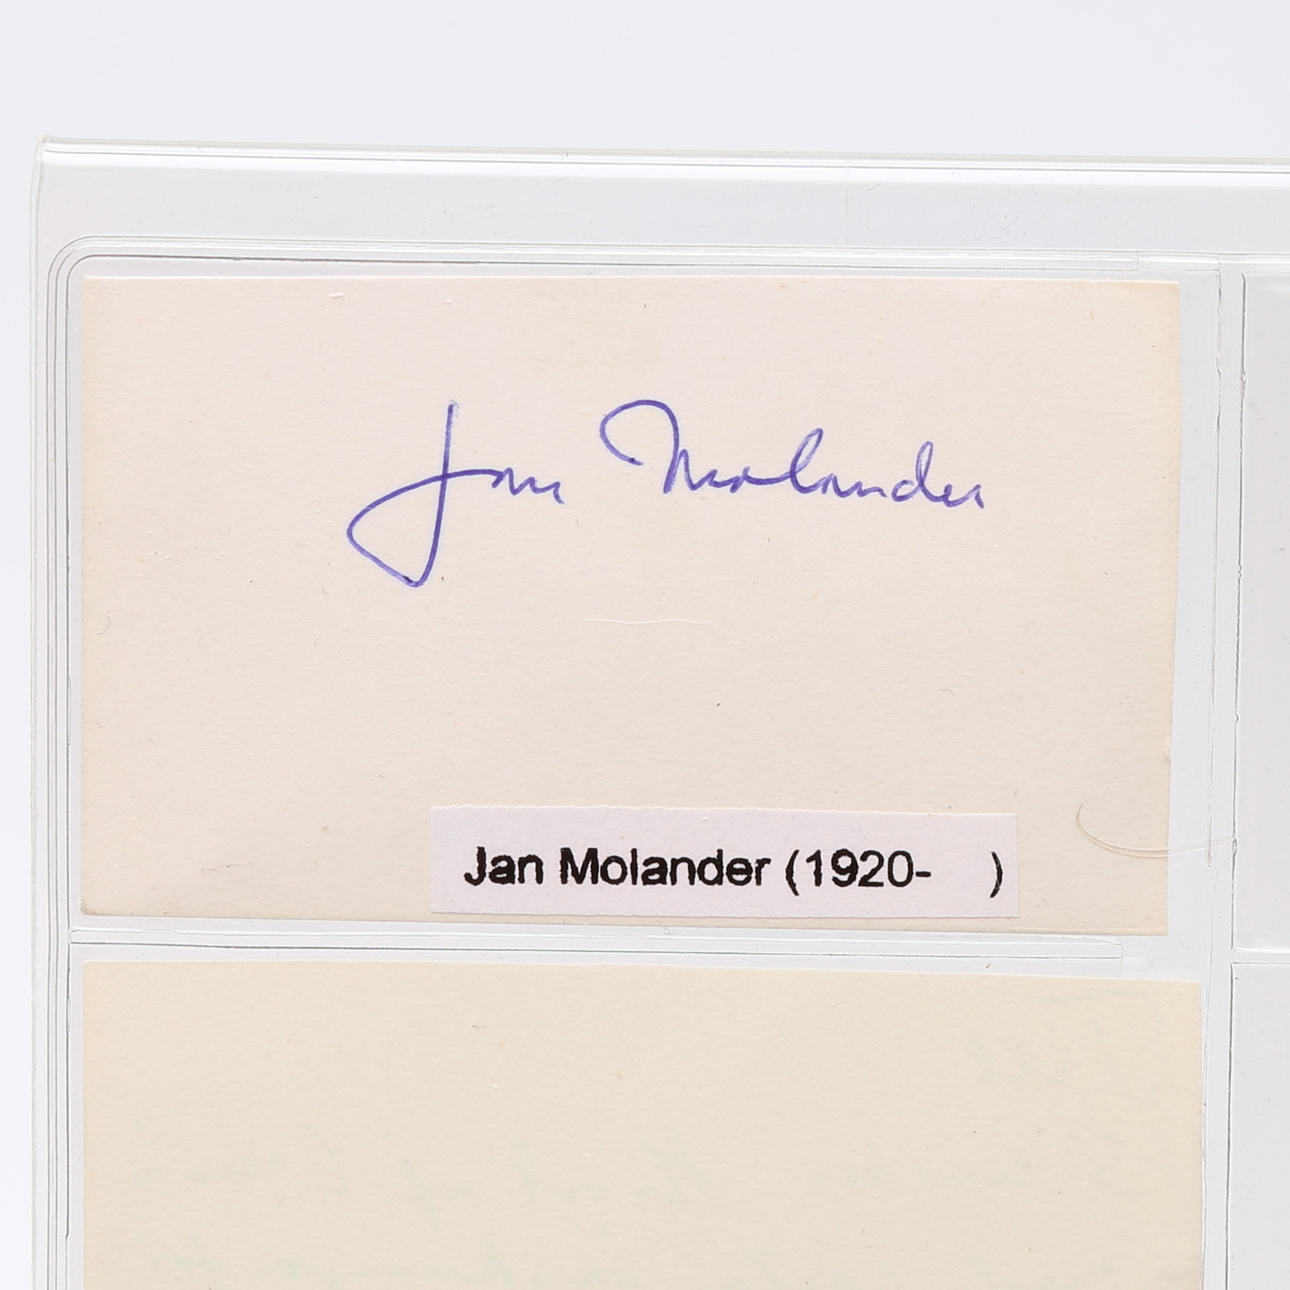 Jan Molander
Jan Molander (1920-    )